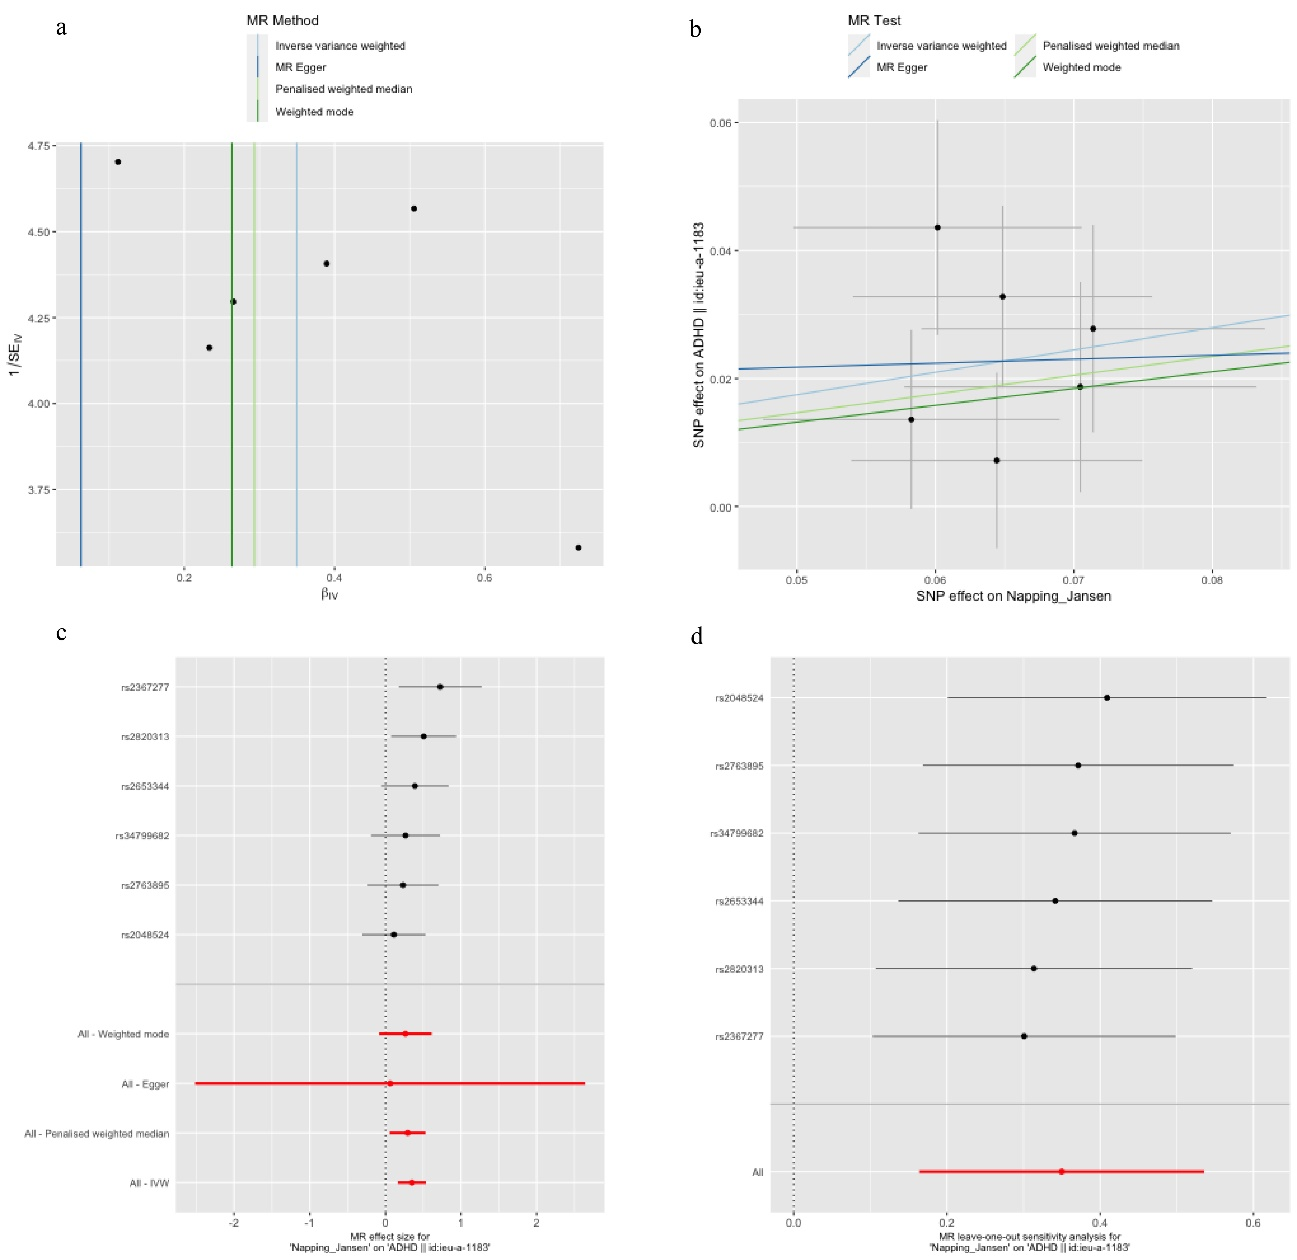 a
MR Method
Inverse variance weighted
MR Egger
Penalised weighted median
Weighted mode
4.75
4.50
4.25
4.00
3.75
1/SE_IV
0.2
0.4
0.6
β_IV
b
MR Test
Inverse variance weighted
Penalised weighted median
MR Egger
Weighted mode
0.06
0.04
0.02
0.00
SNP effect on ADHD || id:ieu-a-1183
0.05
0.06
0.07
0.08
SNP effect on Napping_Jansen
c
rs2367277
rs2820313
rs2653344
rs34799682
rs2763895
rs2048524
All - Weighted mode
All - Egger
All - Penalised weighted median
All - IVW
-2
-1
0
1
2
MR effect size for
'Napping_Jansen' on 'ADHD || id:ieu-a-1183'
d
rs2048524
rs2763895
rs34799682
rs2653344
rs2820313
rs2367277
All
0.0
0.2
0.4
0.6
MR leave-one-out sensitivity analysis for
'Napping_Jansen' on 'ADHD || id:ieu-a-1183'